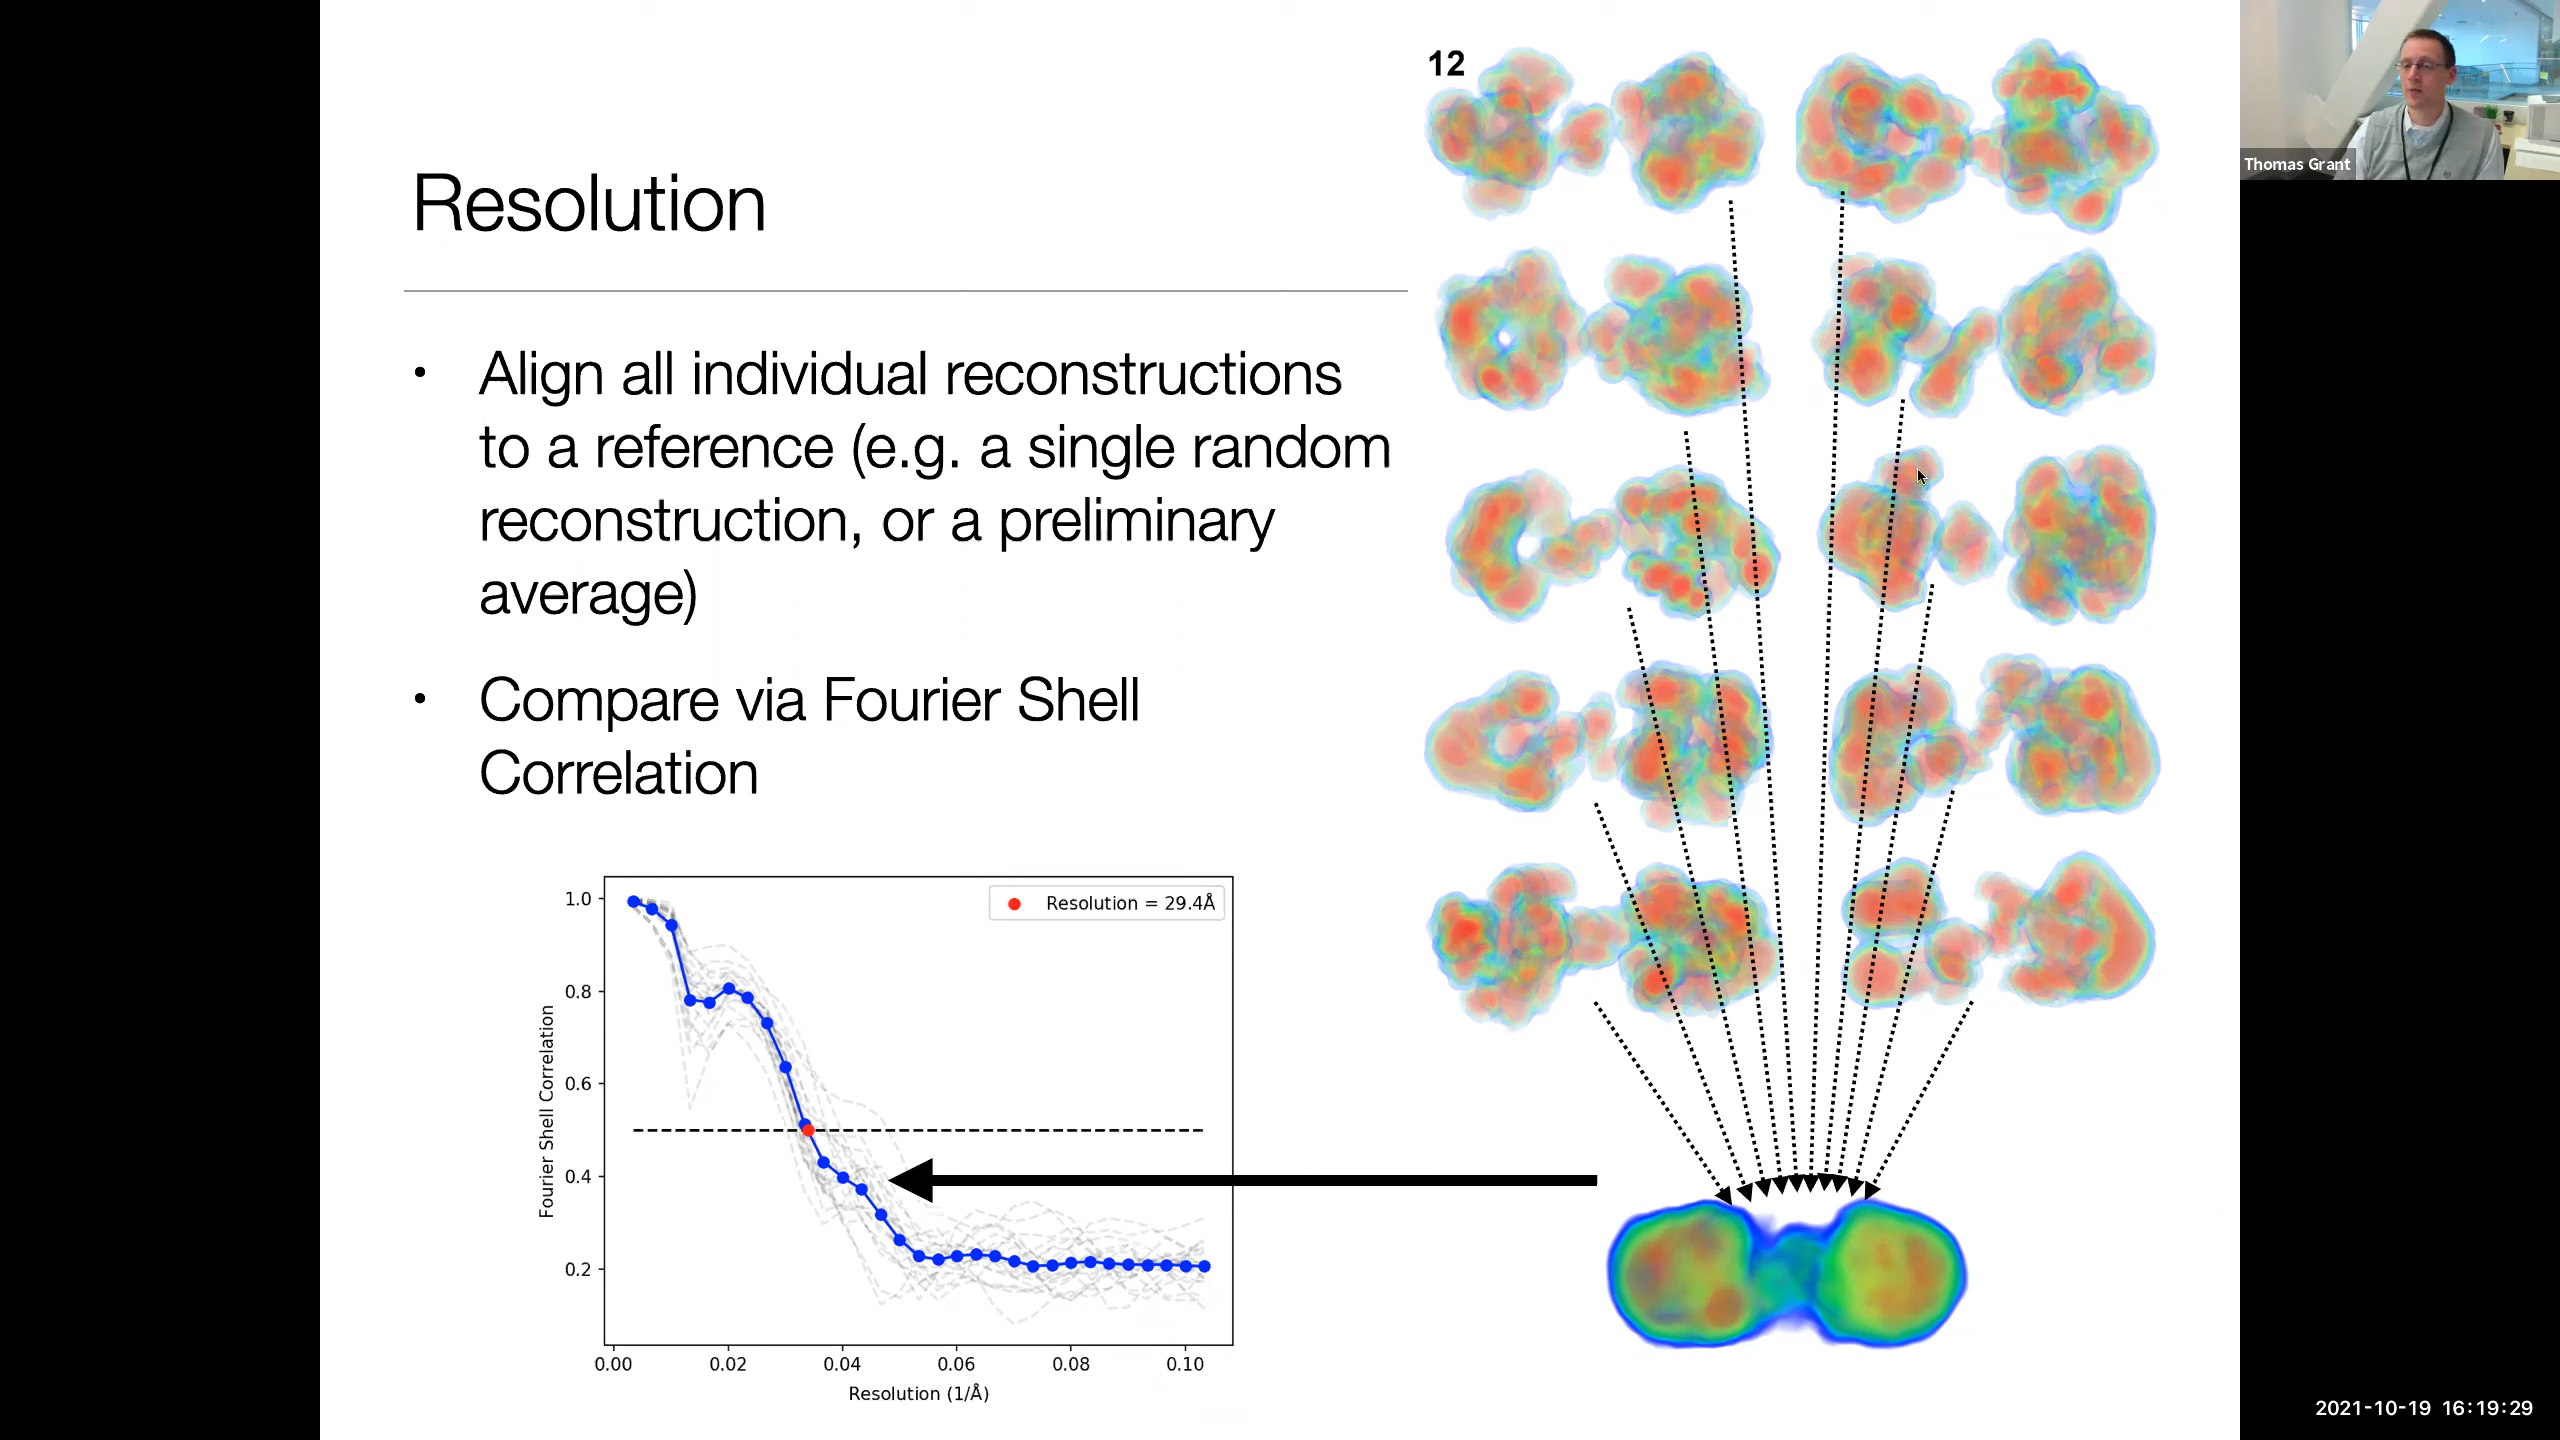 12
Thomas Grant
Resolution
• Align all individual reconstructions
to a reference (e.g. a single random
reconstruction, or a preliminary
average)
• Compare via Fourier Shell
Correlation
Resolution = 29.4Å
1.0
0.8
0.6
0.4
0.2
Fourier Shell Correlation
0.00 0.02 0.04 0.06 0.08 0.10
Resolution (1/Å)
2021-10-19 16:19:29